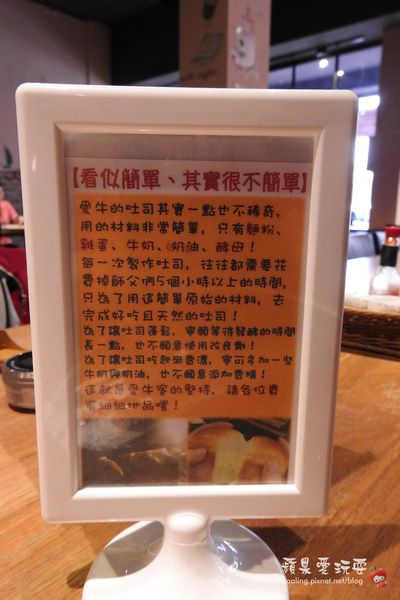 【看似簡單、其實很不簡單】
愛牛的吐司其實一點也不稀奇，
用的材料非常簡單，只有麵粉、
雞蛋、牛奶、奶油、酵母！
每一次製作吐司，往往都需要花
費掉師父們5個小時以上的時間，
只為了用這簡單原始的材料，去
完成好吃且天然的吐司！
為了讓吐司蓬鬆，寧願等待發酵的時間
長一點，也不願意使用改良劑！
為了讓吐司吃起來香濃，寧可多加一些
牛奶與奶油，也不願意添加香精！
這就是愛牛客的堅持，請各位貴
客細細地品嚐！
蘋果愛玩耍
aling.pixnet.net/blog